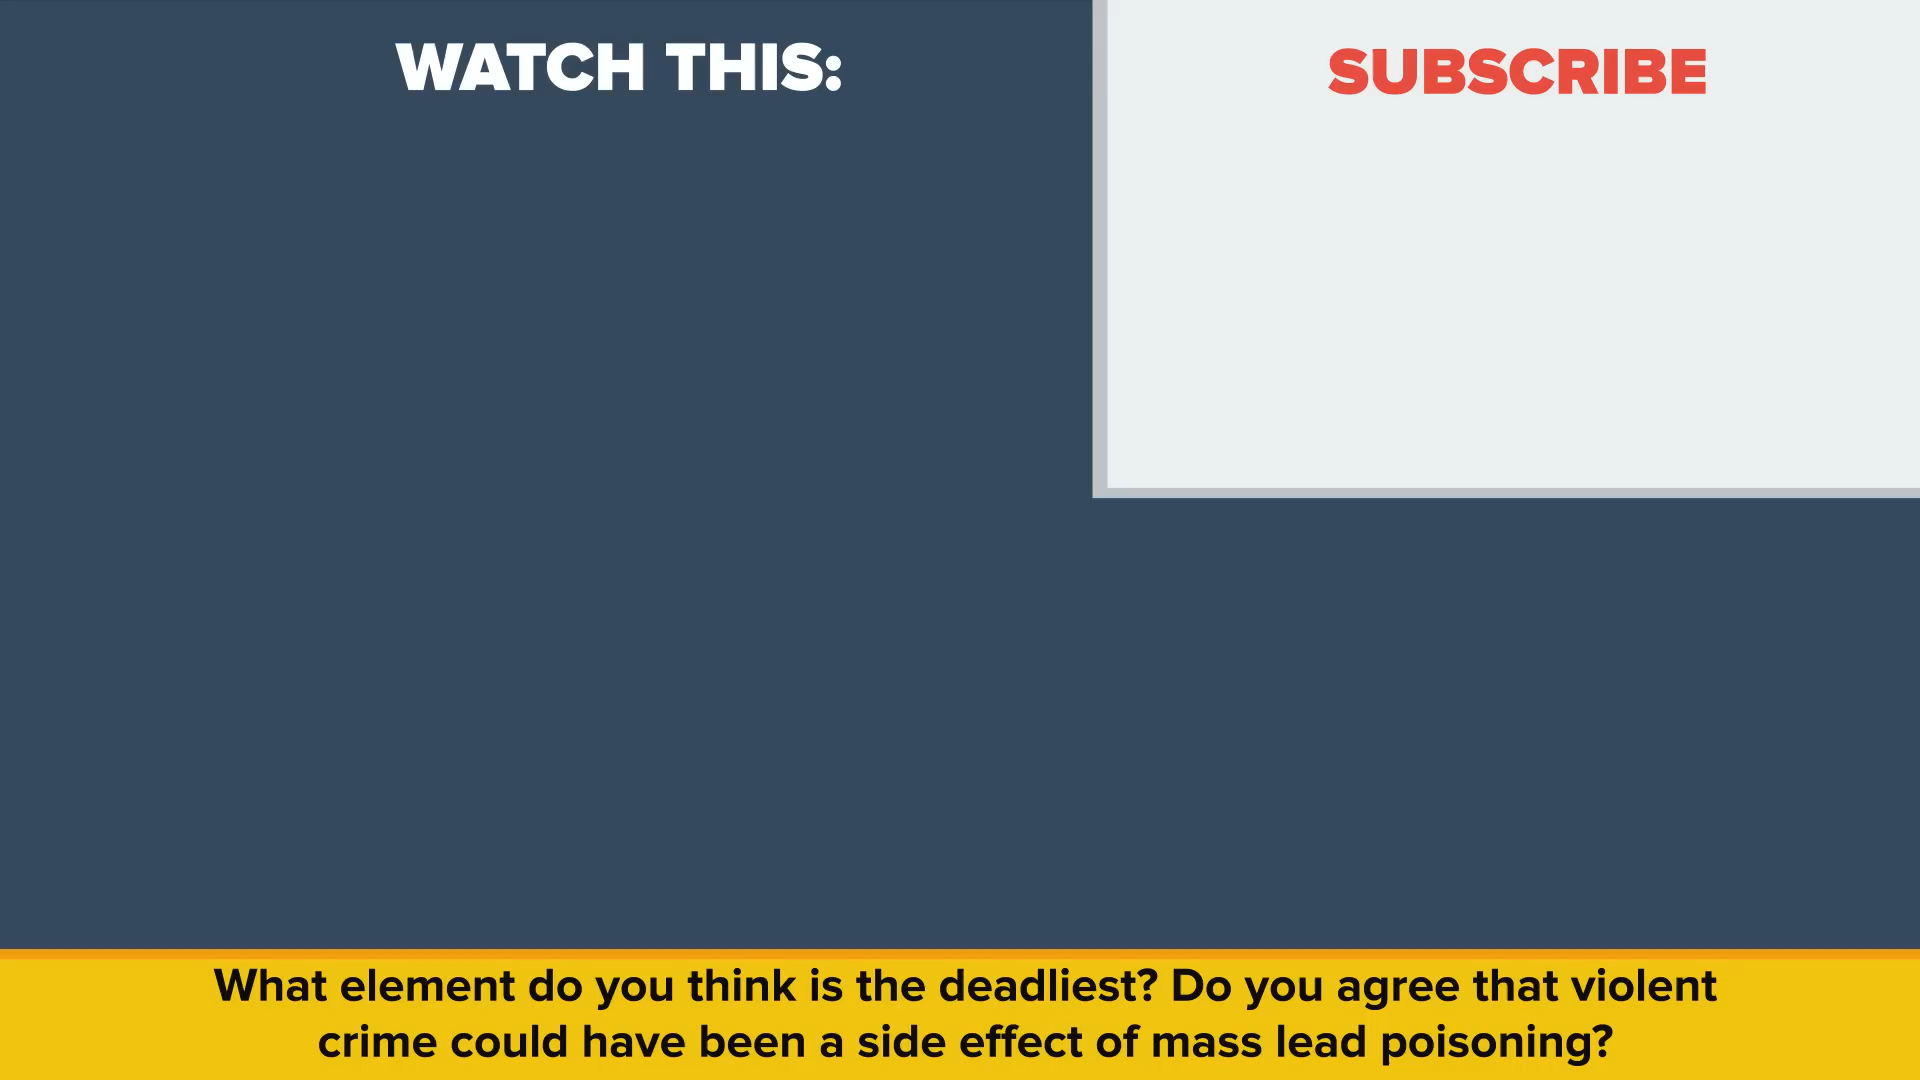 WATCH THIS:
SUBSCRIBE
What element do you think is the deadliest? Do you agree that violent
crime could have been a side effect of mass lead poisoning?